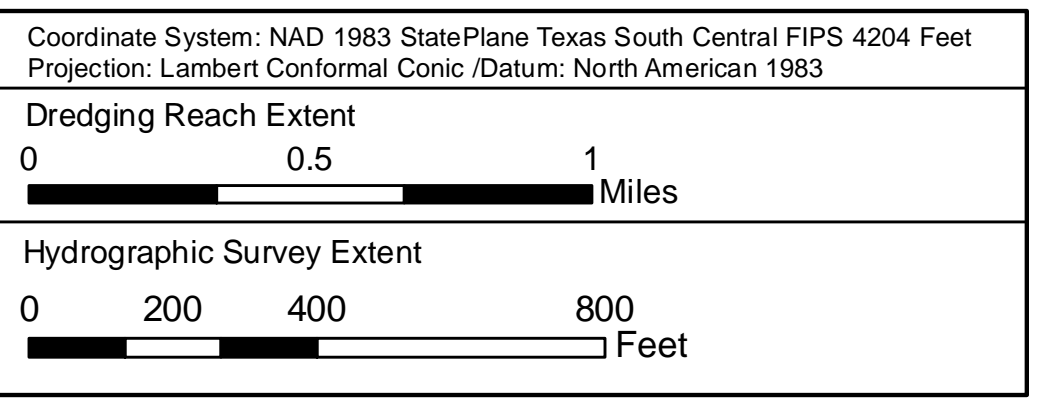 Coordinate System: NAD 1983 StatePlane Texas South Central FIPS 4204 Feet
Projection: Lambert Conformal Conic /Datum: North American 1983
Dredging Reach Extent
0 0.5 1
Miles
Hydrographic Survey Extent
0 200 400 800
Feet